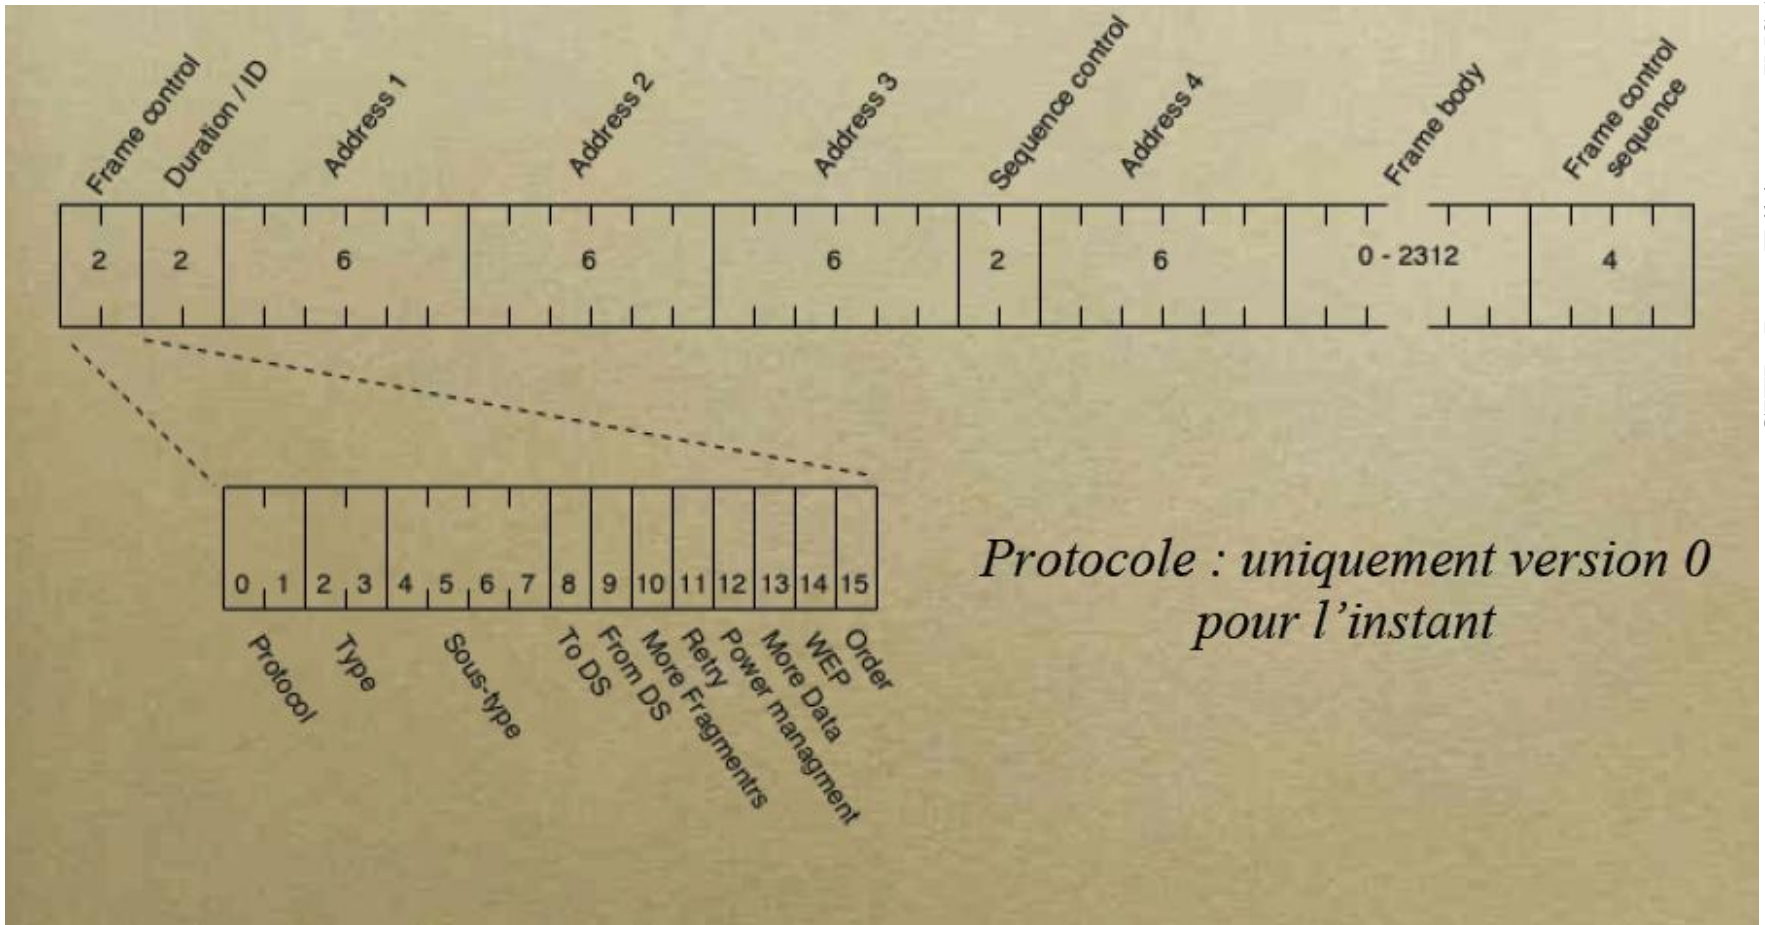 Frame control
Duration / ID
Address 1
Address 2
Address 3
Sequence control
Address 4
Frame body
Frame control
sequence
2 2 6 6 6 2 6 0 - 2312 4
0 1 2 3 4 5 6 7 8 9 10 11 12 13 14 15
Protocol
Type
Sous-type
To DS
From DS
More Fragmentrs
Retry
Power managment
More Data
WEP
Order
Protocole : uniquement version 0
pour l'instant